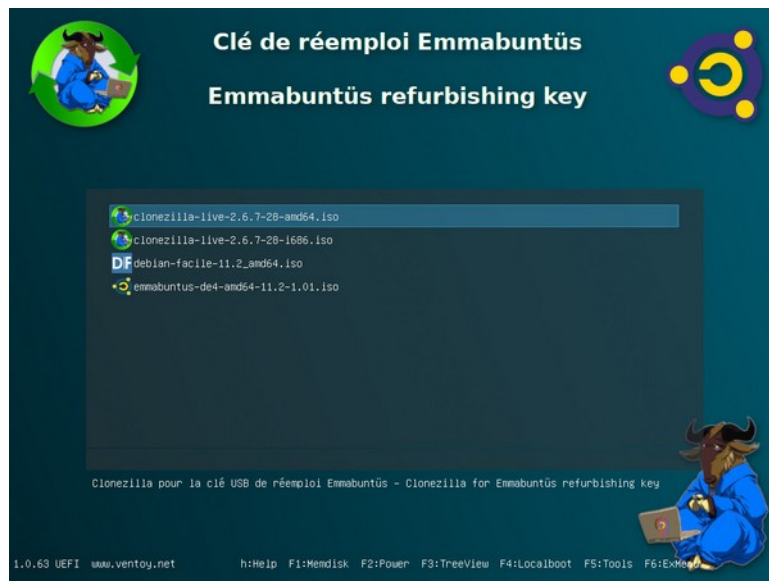 Clé de réemploi Emmabuntüs
Emmabuntüs refurbishing key
clonezilla-live-2.6.7-28-amd64.iso
clonezilla-live-2.6.7-28-i686.iso
DF debian-facile-11.2_amd64.iso
emmabuntus-de4-amd64-11.2-1.01.iso
Clonezilla pour la clé USB de réemploi Emmabuntüs - Clonezilla for Emmabuntüs refurbishing key
1.0.63 UEFI www.ventoy.net h:Help F1:Memdisk F2:Power F3:TreeView F4:Localboot F5:Tools F6:ExMenu